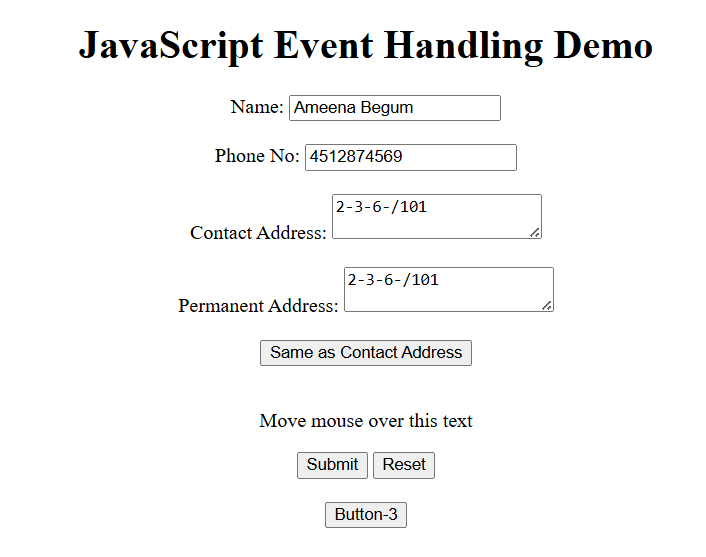 JavaScript Event Handling Demo
Name: Ameena Begum
Phone No: 4512874569
Contact Address: 2-3-6-/101
Permanent Address: 2-3-6-/101
Same as Contact Address
Move mouse over this text
Submit Reset
Button-3